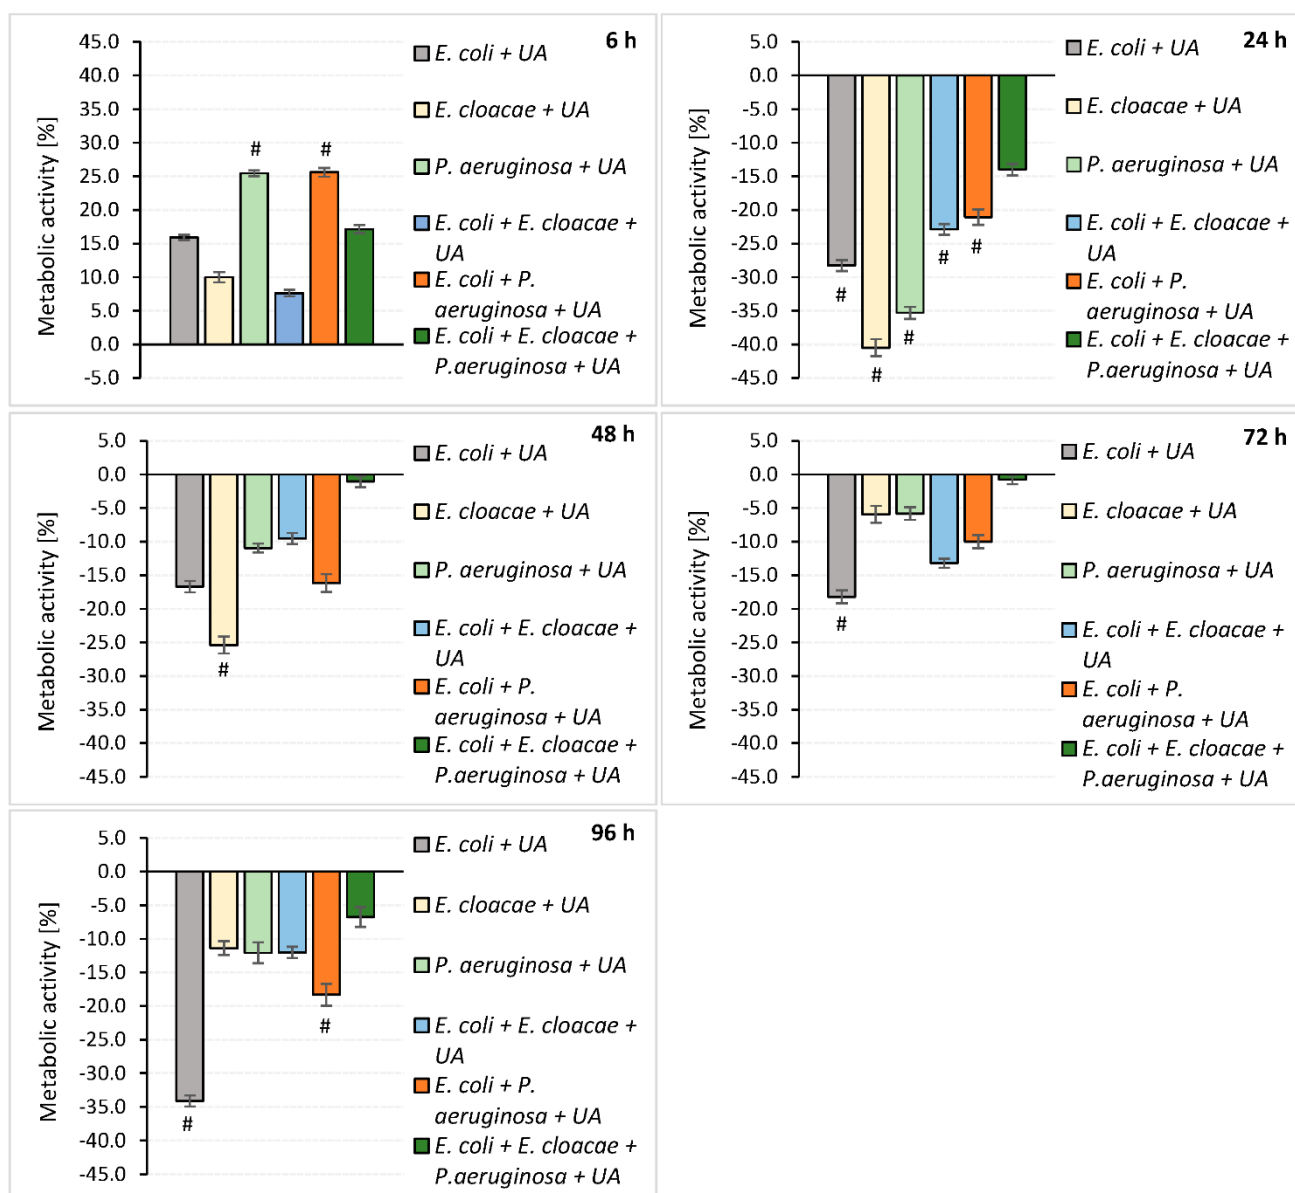 6 h
Metabolic activity [%]
45.0
40.0
35.0
30.0
25.0
20.0
15.0
10.0
5.0
0.0
-5.0
#
#
E. coli + UA
E. cloacae + UA
P. aeruginosa + UA
E. coli + E. cloacae +
UA
E. coli + P.
aeruginosa + UA
E. coli + E. cloacae +
P.aeruginosa + UA
24 h
Metabolic activity [%]
5.0
0.0
-5.0
-10.0
-15.0
-20.0
-25.0
-30.0
-35.0
-40.0
-45.0
#
#
#
#
#
E. coli + UA
E. cloacae + UA
P. aeruginosa + UA
E. coli + E. cloacae +
UA
E. coli + P.
aeruginosa + UA
E. coli + E. cloacae +
P.aeruginosa + UA
48 h
Metabolic activity [%]
5.0
0.0
-5.0
-10.0
-15.0
-20.0
-25.0
-30.0
-35.0
-40.0
-45.0
#
E. coli + UA
E. cloacae + UA
P. aeruginosa + UA
E. coli + E. cloacae +
UA
E. coli + P.
aeruginosa + UA
E. coli + E. cloacae +
P.aeruginosa + UA
72 h
Metabolic activity [%]
5.0
0.0
-5.0
-10.0
-15.0
-20.0
-25.0
-30.0
-35.0
-40.0
-45.0
#
E. coli + UA
E. cloacae + UA
P. aeruginosa + UA
E. coli + E. cloacae +
UA
E. coli + P.
aeruginosa + UA
E. coli + E. cloacae +
P.aeruginosa + UA
96 h
Metabolic activity [%]
5.0
0.0
-5.0
-10.0
-15.0
-20.0
-25.0
-30.0
-35.0
-40.0
-45.0
#
#
E. coli + UA
E. cloacae + UA
P. aeruginosa + UA
E. coli + E. cloacae +
UA
E. coli + P.
aeruginosa + UA
E. coli + E. cloacae +
P.aeruginosa + UA